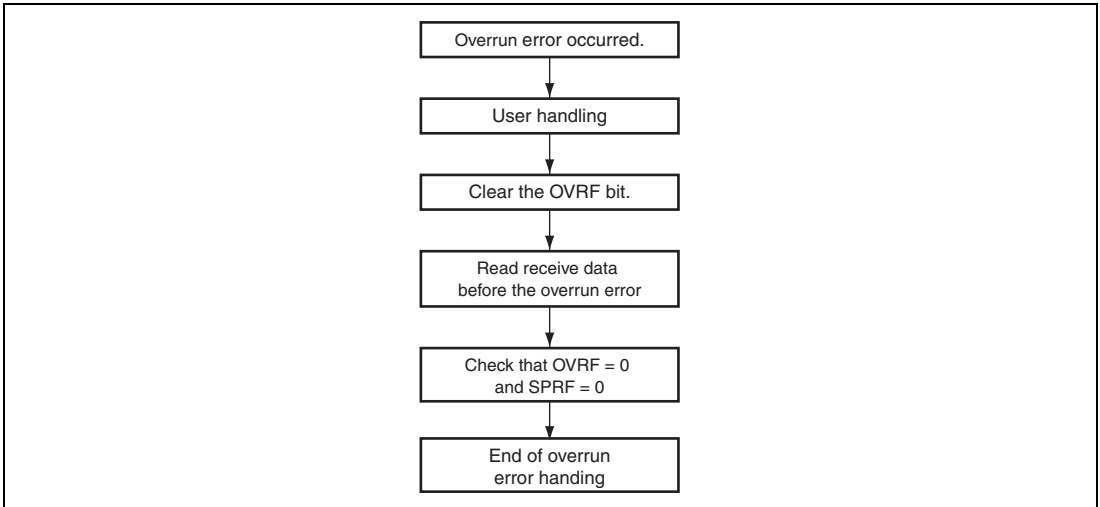 Overrun error occurred.
User handling
Clear the OVRF bit.
Read receive data
before the overrun error
Check that OVRF = 0
and SPRF = 0
End of overrun
error handing